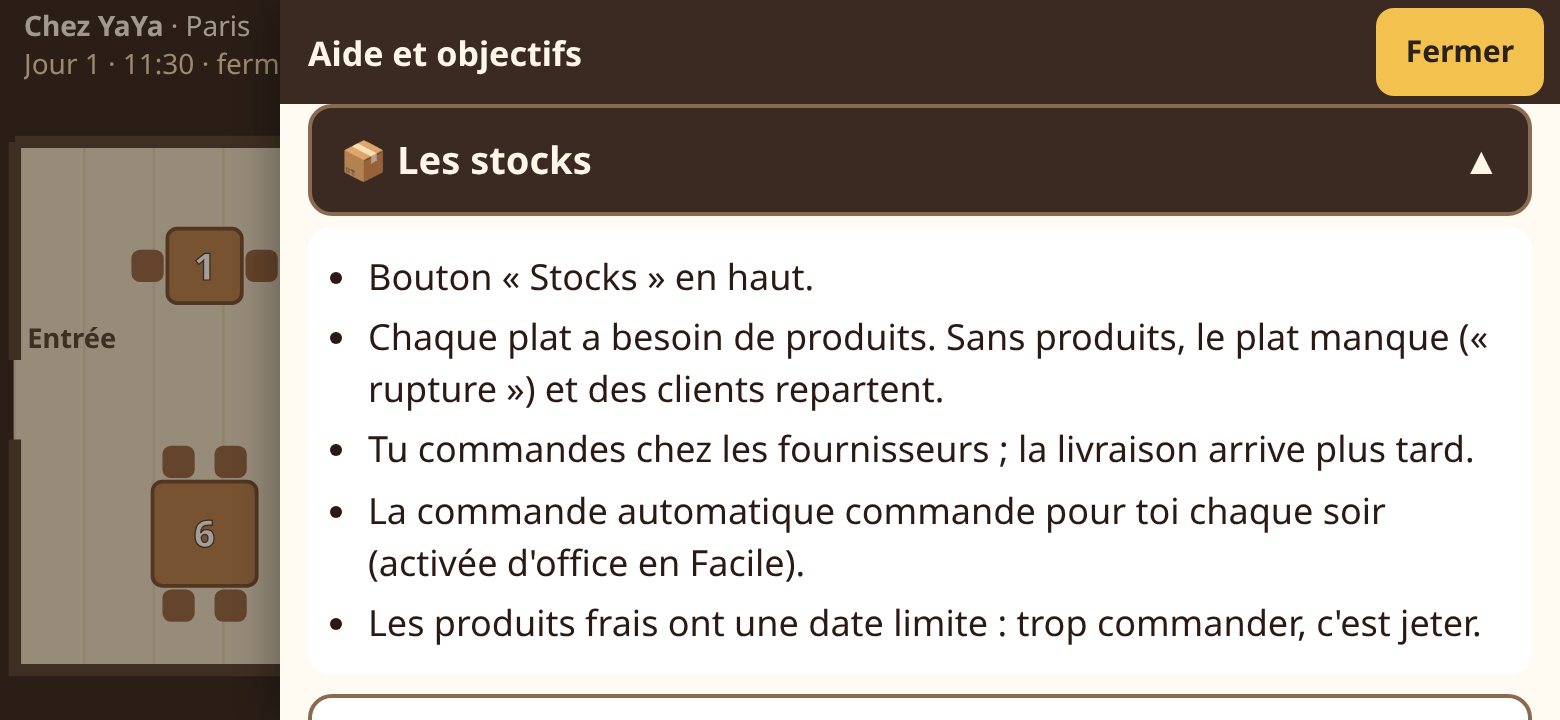 Chez YaYa · Paris
Jour 1 · 11:30 · ferm
Aide et objectifs
Fermer
📦 Les stocks ▲
1
Entrée
6
• Bouton « Stocks » en haut.
• Chaque plat a besoin de produits. Sans produits, le plat manque («
rupture ») et des clients repartent.
• Tu commandes chez les fournisseurs ; la livraison arrive plus tard.
• La commande automatique commande pour toi chaque soir
(activée d'office en Facile).
• Les produits frais ont une date limite : trop commander, c'est jeter.